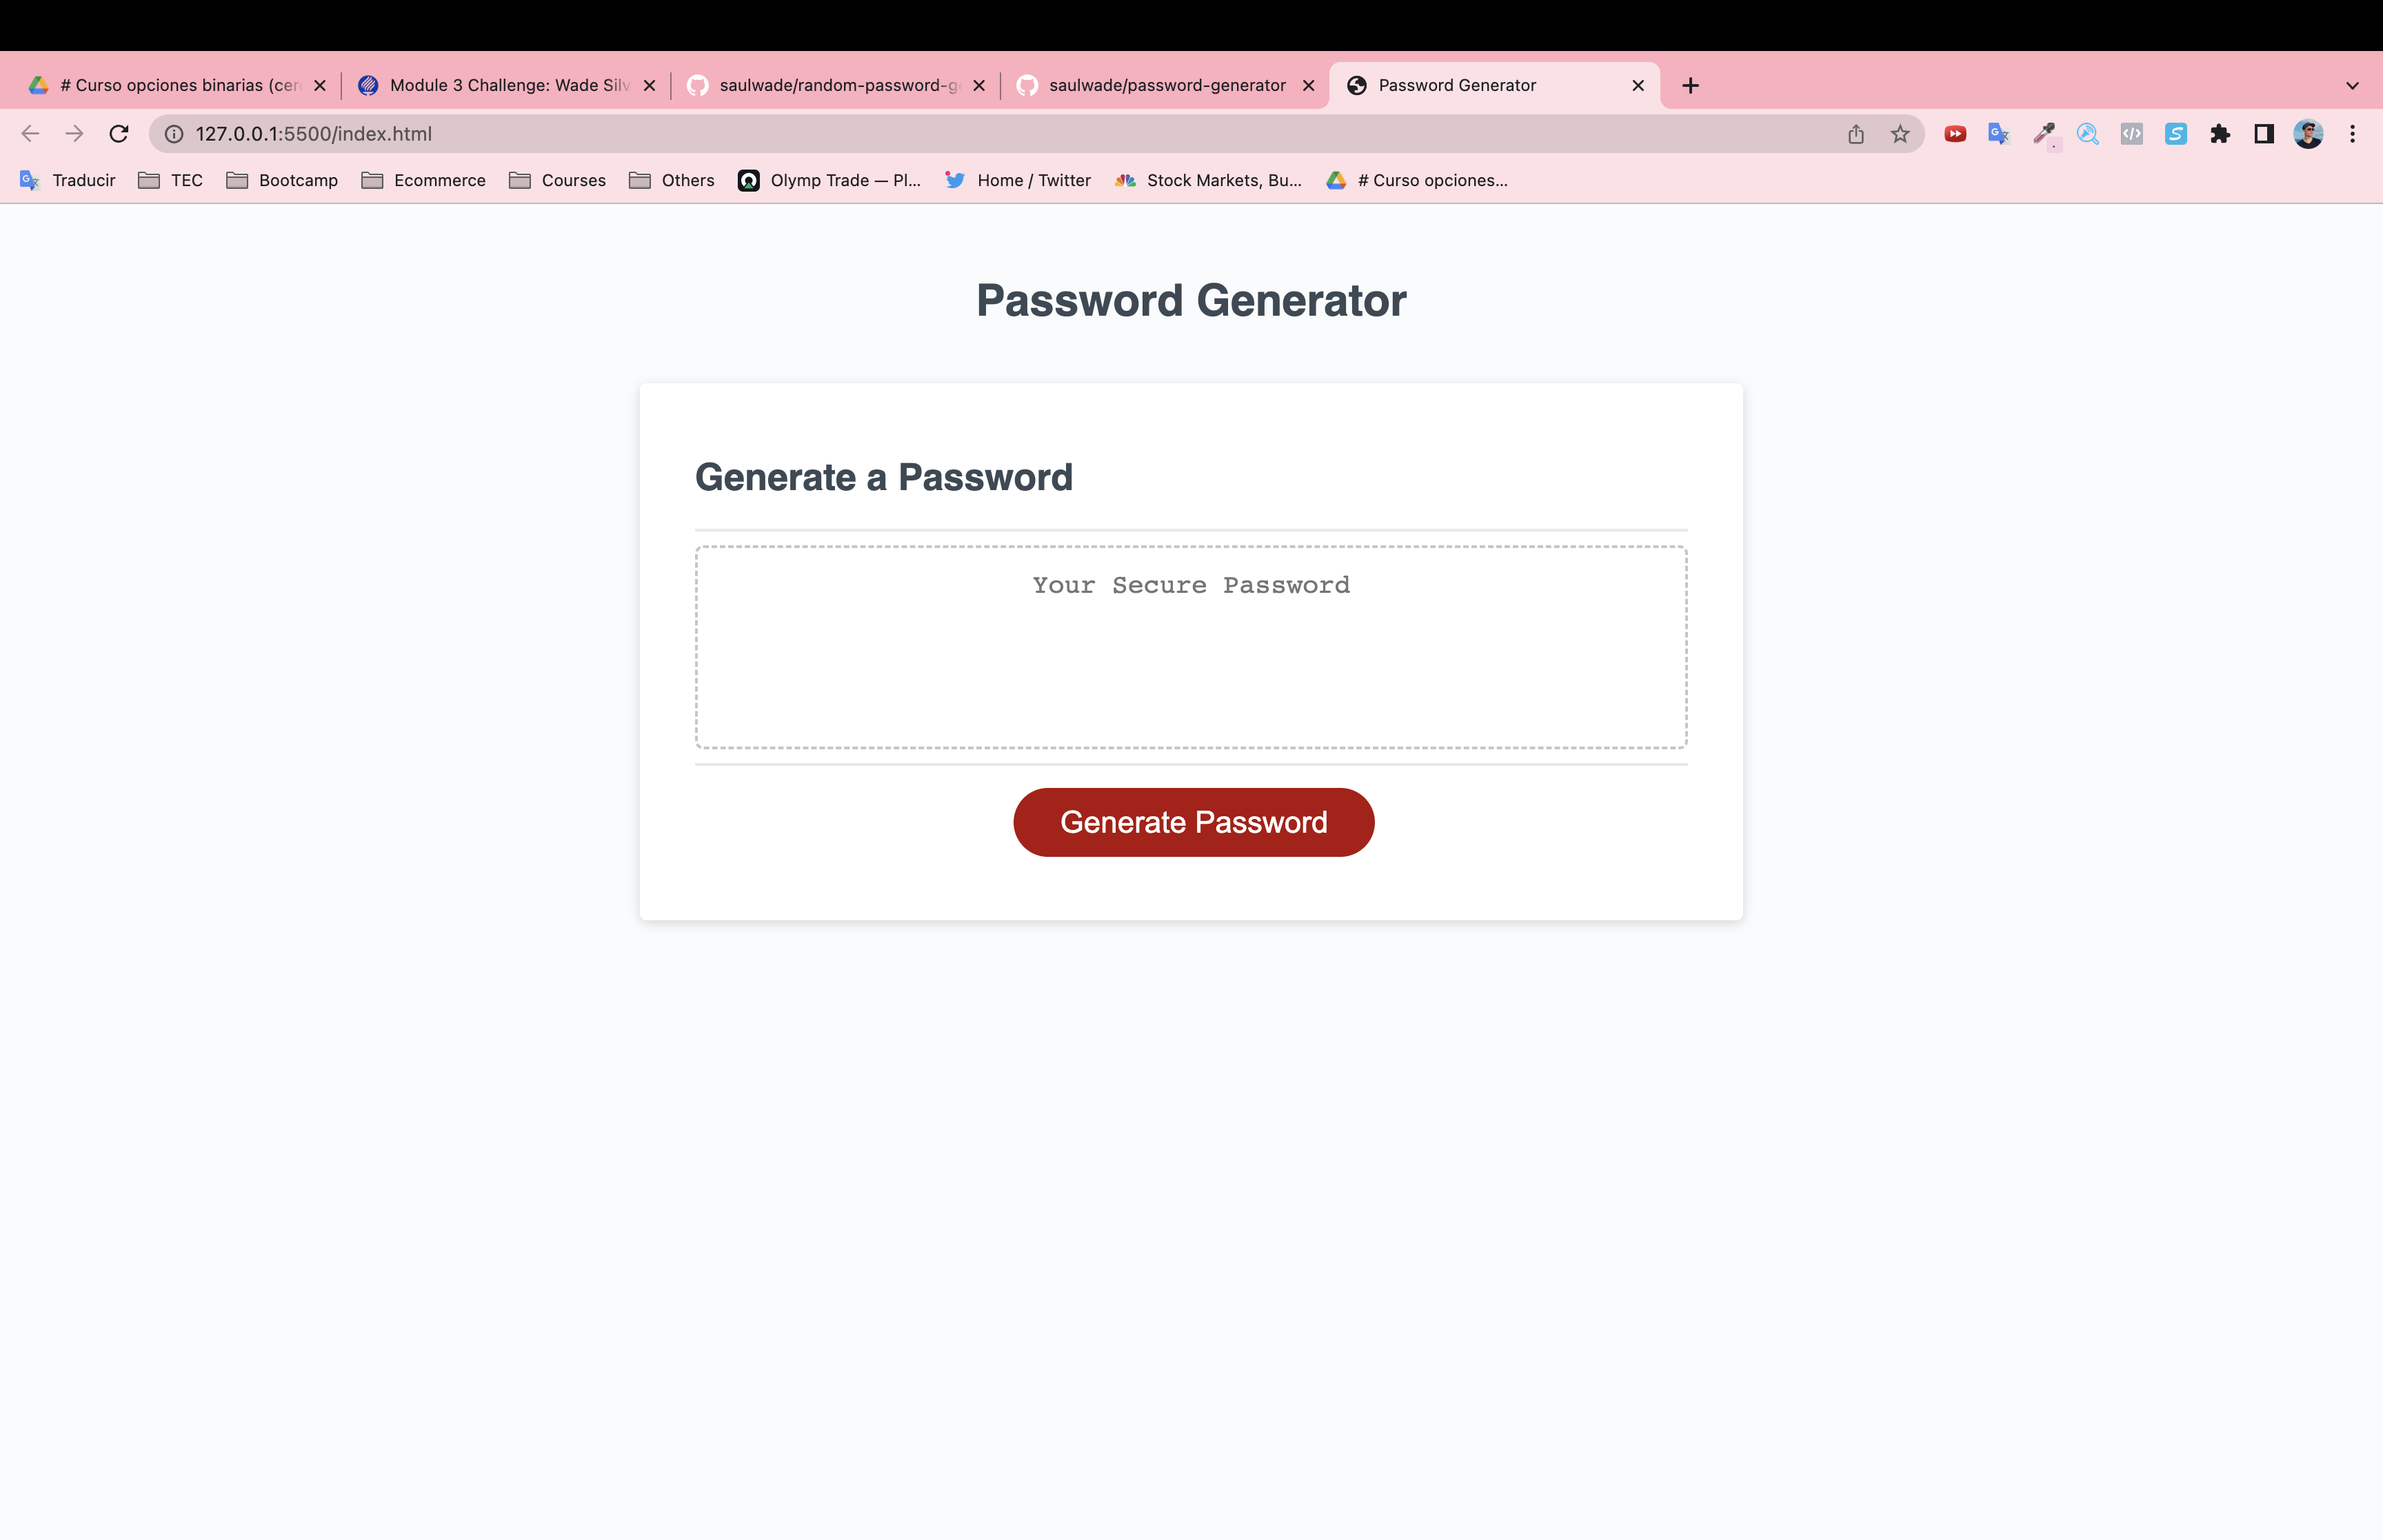 # Curso opciones binarias (cer
Module 3 Challenge: Wade Silv
saulwade/random-password-ge
saulwade/password-generator
Password Generator
127.0.0.1:5500/index.html
Traducir
TEC
Bootcamp
Ecommerce
Courses
Others
Olymp Trade — Pl...
Home / Twitter
Stock Markets, Bu...
# Curso opciones...
Password Generator
Generate a Password
Your Secure Password
Generate Password